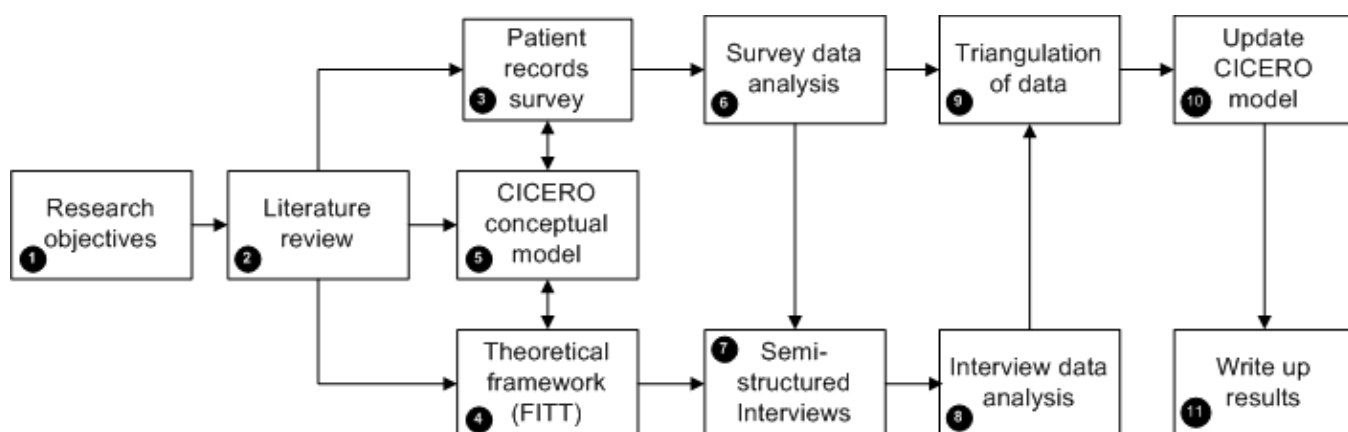 Research
objectives
1
Literature
review
2
Patient
records
survey
3
CICERO
conceptual
model
5
Theoretical
framework
(FITT)
4
Survey data
analysis
6
7
Semi-
structured
Interviews
Triangulation
of data
9
Interview data
analysis
8
Update
CICERO
model
10
Write up
results
11